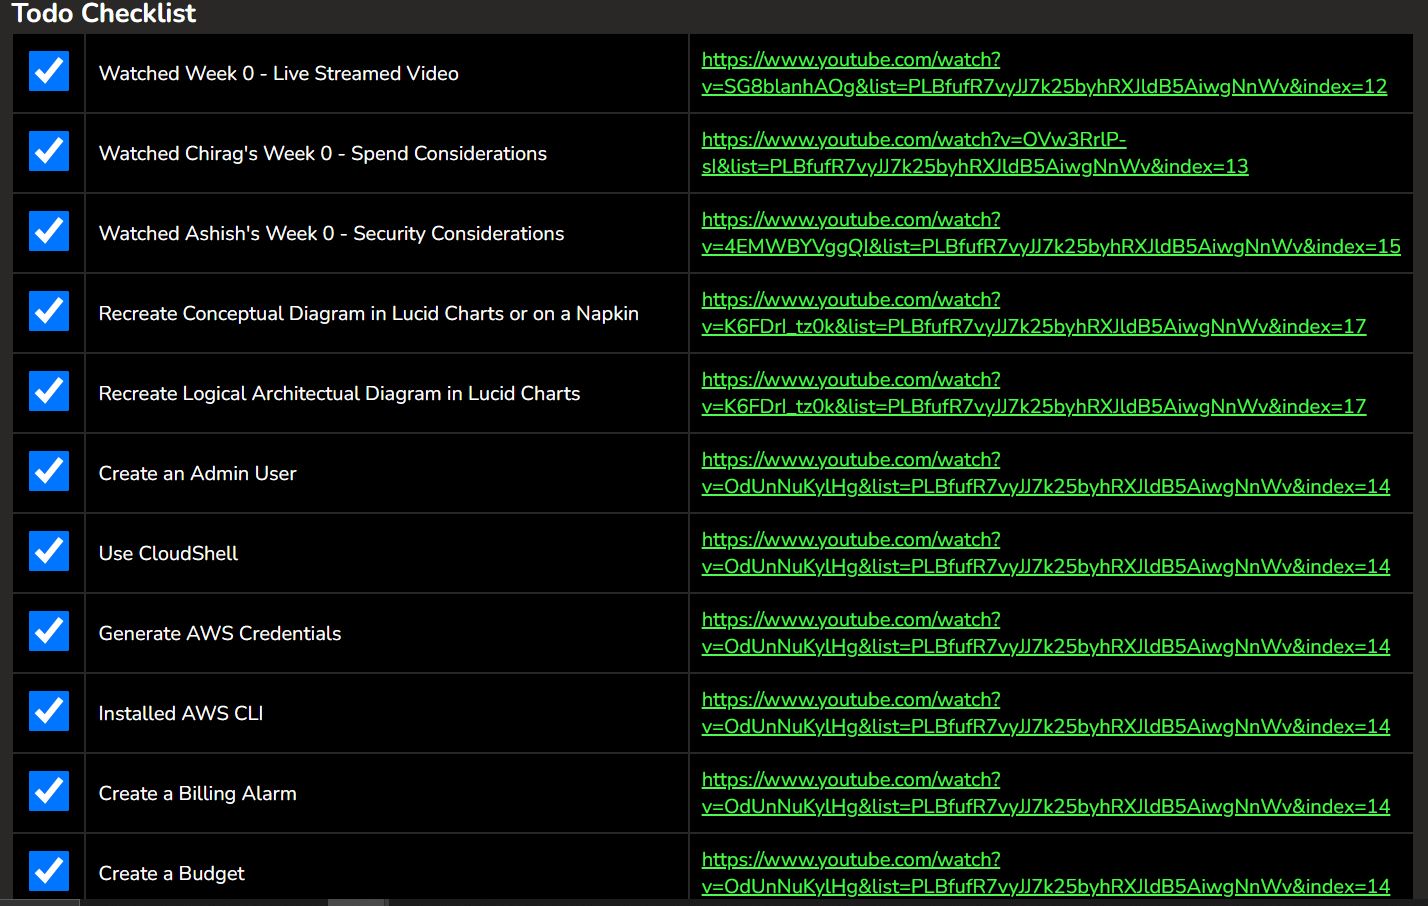 Todo Checklist
Watched Week 0 - Live Streamed Video
https://www.youtube.com/watch?
v=SG8blanhAOg&list=PLBfufR7vyJJ7k25byhRXJldB5AiwgNnWv&index=12
Watched Chirag's Week 0 - Spend Considerations
https://www.youtube.com/watch?v=OVw3RrlP-
sI&list=PLBfufR7vyJJ7k25byhRXJldB5AiwgNnWv&index=13
Watched Ashish's Week 0 - Security Considerations
https://www.youtube.com/watch?
v=4EMWBYVggQI&list=PLBfufR7vyJJ7k25byhRXJldB5AiwgNnWv&index=15
Recreate Conceptual Diagram in Lucid Charts or on a Napkin
https://www.youtube.com/watch?
v=K6FDrI_tz0k&list=PLBfufR7vyJJ7k25byhRXJldB5AiwgNnWv&index=17
Recreate Logical Architectual Diagram in Lucid Charts
https://www.youtube.com/watch?
v=K6FDrI_tz0k&list=PLBfufR7vyJJ7k25byhRXJldB5AiwgNnWv&index=17
Create an Admin User
https://www.youtube.com/watch?
v=OdUnNuKylHg&list=PLBfufR7vyJJ7k25byhRXJldB5AiwgNnWv&index=14
Use CloudShell
https://www.youtube.com/watch?
v=OdUnNuKylHg&list=PLBfufR7vyJJ7k25byhRXJldB5AiwgNnWv&index=14
Generate AWS Credentials
https://www.youtube.com/watch?
v=OdUnNuKylHg&list=PLBfufR7vyJJ7k25byhRXJldB5AiwgNnWv&index=14
Installed AWS CLI
https://www.youtube.com/watch?
v=OdUnNuKylHg&list=PLBfufR7vyJJ7k25byhRXJldB5AiwgNnWv&index=14
Create a Billing Alarm
https://www.youtube.com/watch?
v=OdUnNuKylHg&list=PLBfufR7vyJJ7k25byhRXJldB5AiwgNnWv&index=14
Create a Budget
https://www.youtube.com/watch?
v=OdUnNuKylHg&list=PLBfufR7vyJJ7k25byhRXJldB5AiwgNnWv&index=14